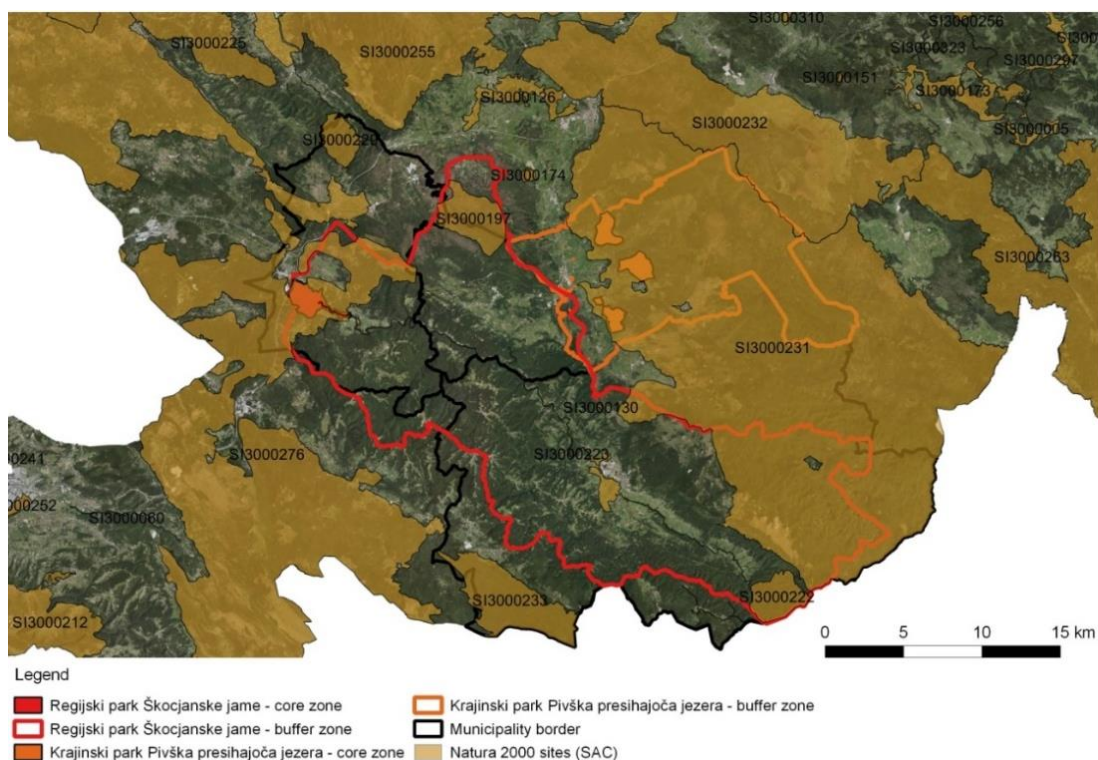 SI3000310
SI3000256
SI3000225
SI3000323
SI3000255
SI3000297
SI3000151
SI3000126
SI3000173
SI3000232
SI3000005
SI3000229
SI3000174
SI3000197
SI3000263
SI3000231
SI3000130
SI3000276
SI3000223
SI3000060
SI3000222
SI3000233
SI3000212
0 5 10 15 km
Legend
Regijski park Škocjanske jame - core zone
Regijski park Škocjanske jame - buffer zone
Krajinski park Pivška presihajoča jezera - core zone
Krajinski park Pivška presihajoča jezera - buffer zone
Municipality border
Natura 2000 sites (SAC)